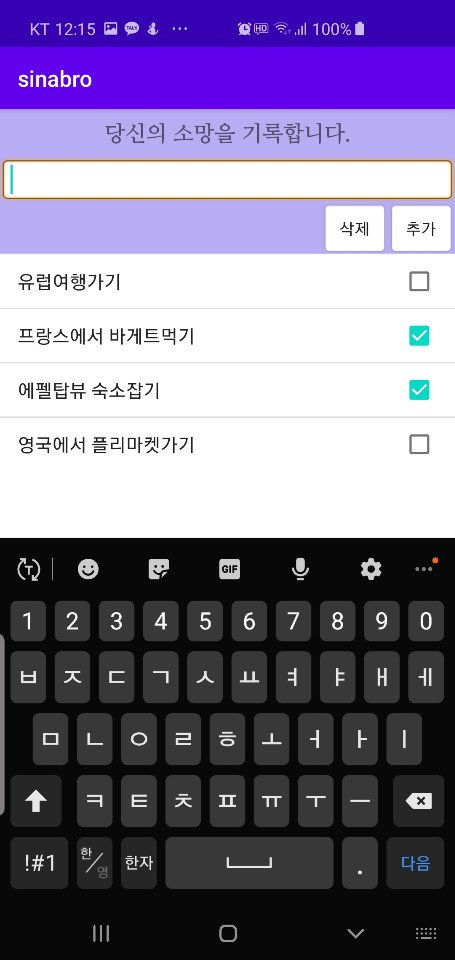 KT 12:15 TALK HD 100%
sinabro
당신의 소망을 기록합니다.
삭제 추가
유럽여행가기
프랑스에서 바게트먹기
에펠탑뷰 숙소잡기
영국에서 플리마켓가기
T GIF
1 2 3 4 5 6 7 8 9 0
ㅂ ㅈ ㄷ ㄱ ㅅ ㅛ ㅕ ㅑ ㅐ ㅔ
ㅁ ㄴ ㅇ ㄹ ㅎ ㅗ ㅓ ㅏ ㅣ
ㅋ ㅌ ㅊ ㅍ ㅠ ㅜ ㅡ
!#1 한/영 한자 . 다음